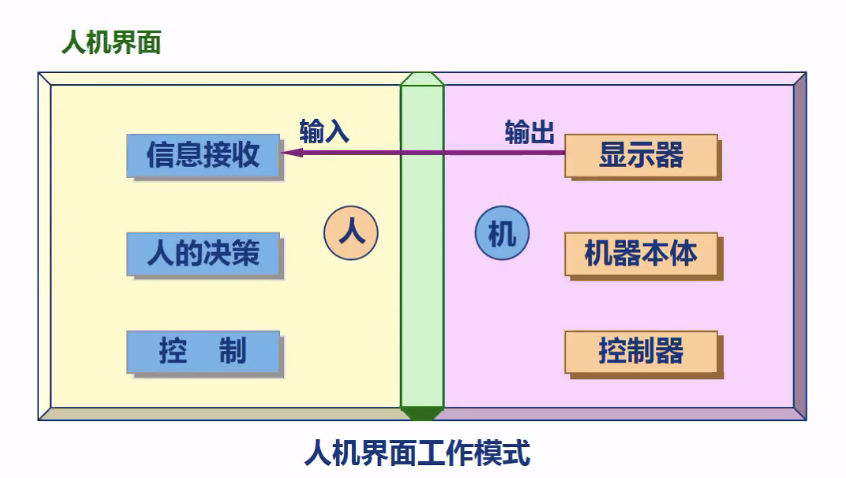 人机界面
输入 输出
信息接收 显示器
人 机
人的决策 机器本体
控 制 控制器
人机界面工作模式